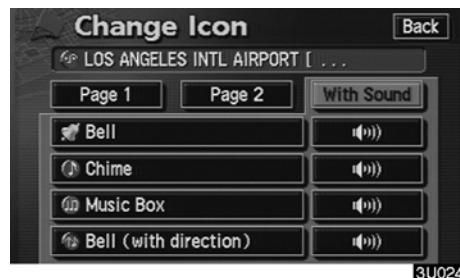 Change Icon Back
LOS ANGELES INTL AIRPORT [ ...
Page 1 Page 2 With Sound
Bell
Chime
Music Box
Bell (with direction)
3U024